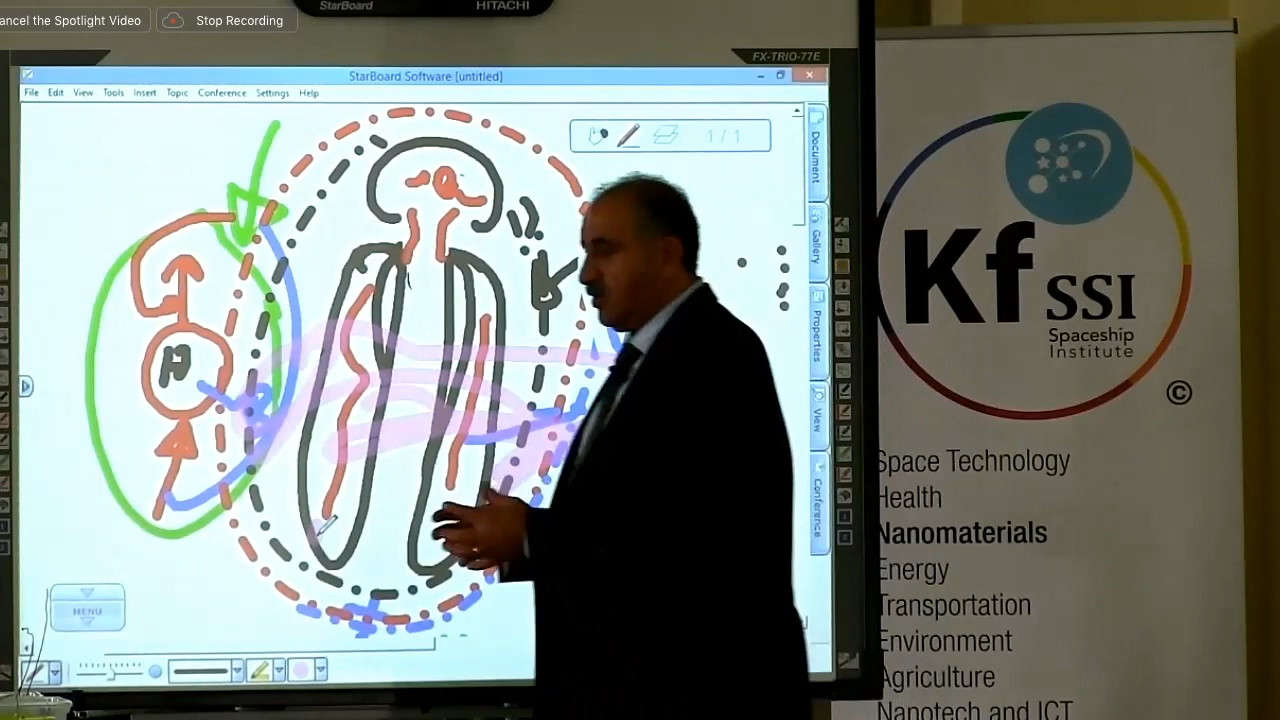 ancel the Spotlight Video
Stop Recording
StarBoard
HITACHI
FX-TRIO-77E
StarBoard Software [untitled]
File Edit View Tools Insert Topic Conference Settings Help
1 / 1
Document
Gallery
Properties
View
Conference
H
MENU
Kf SSI
Spaceship
Institute
©
Space Technology
Health
Nanomaterials
Energy
Transportation
Environment
Agriculture
Nanotech and ICT